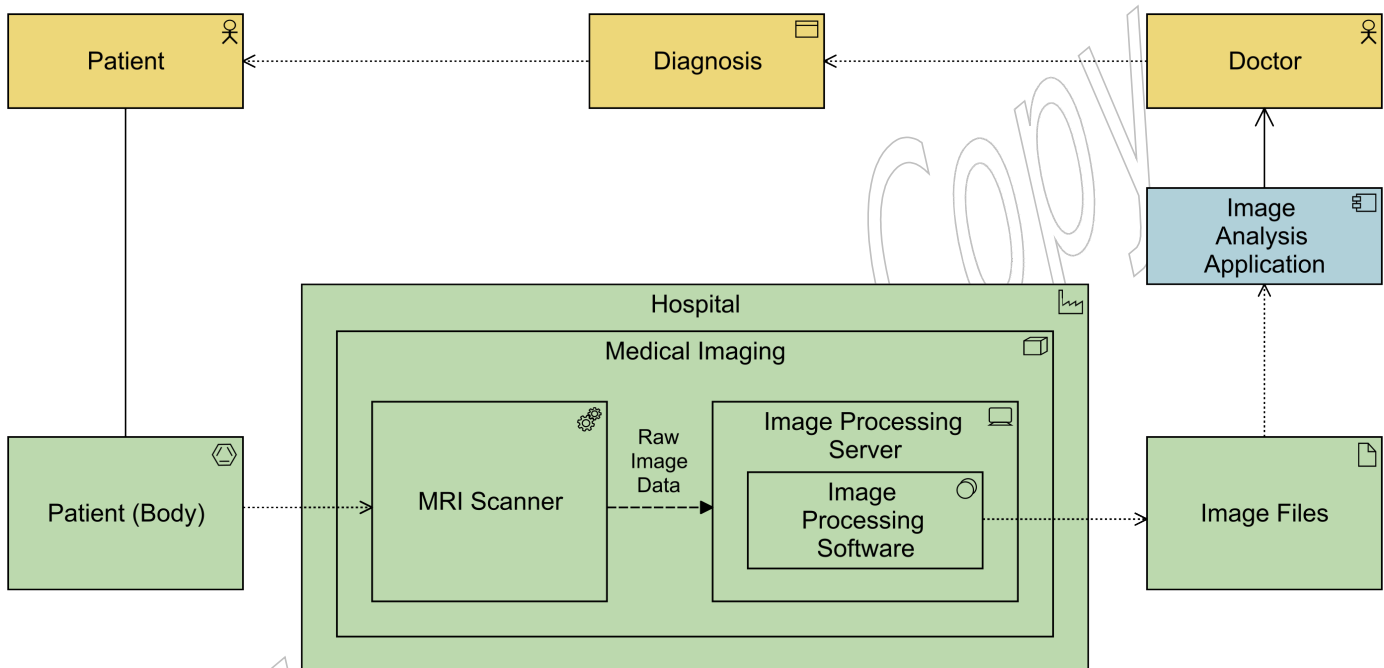 Patient
Diagnosis
Doctor
Image
Analysis
Application
Hospital
Medical Imaging
MRI Scanner
Raw
Image
Data
Image Processing
Server
Image
Processing
Software
Patient (Body)
Image Files
Copy